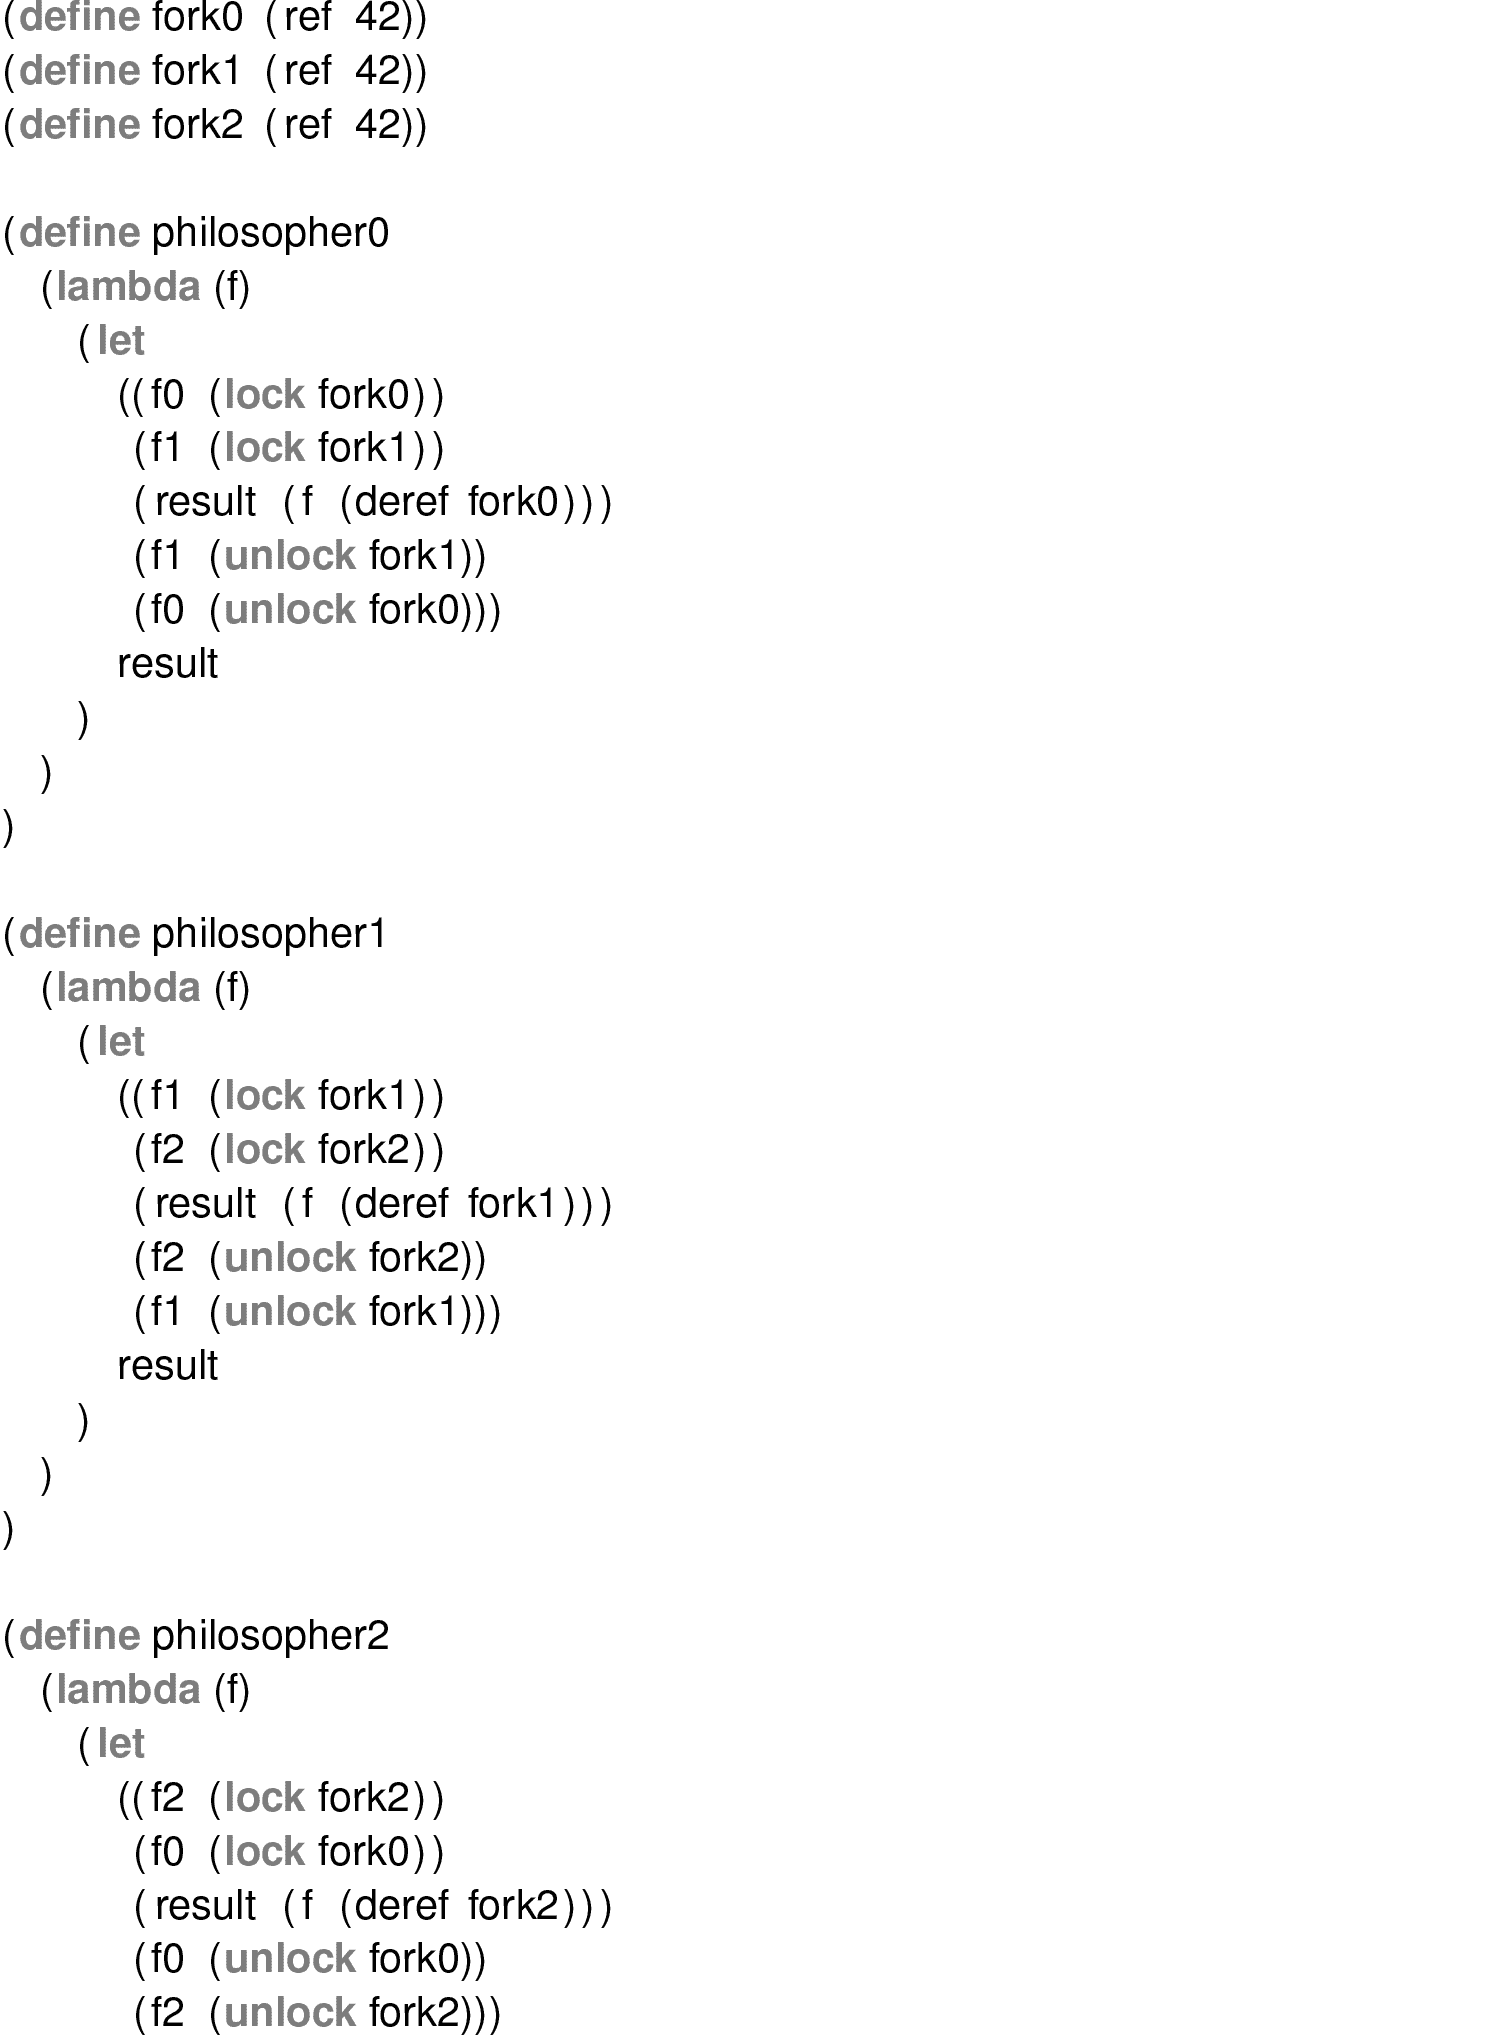 (define fork0 (ref 42))
(define fork1 (ref 42))
(define fork2 (ref 42))

(define philosopher0
  (lambda (f)
    (let
      ((f0 (lock fork0))
       (f1 (lock fork1))
       (result (f (deref fork0)))
       (f1 (unlock fork1))
       (f0 (unlock fork0)))
      result
    )
  )
)

(define philosopher1
  (lambda (f)
    (let
      ((f1 (lock fork1))
       (f2 (lock fork2))
       (result (f (deref fork1)))
       (f2 (unlock fork2))
       (f1 (unlock fork1)))
      result
    )
  )
)

(define philosopher2
  (lambda (f)
    (let
      ((f2 (lock fork2))
       (f0 (lock fork0))
       (result (f (deref fork2)))
       (f0 (unlock fork0))
       (f2 (unlock fork2)))